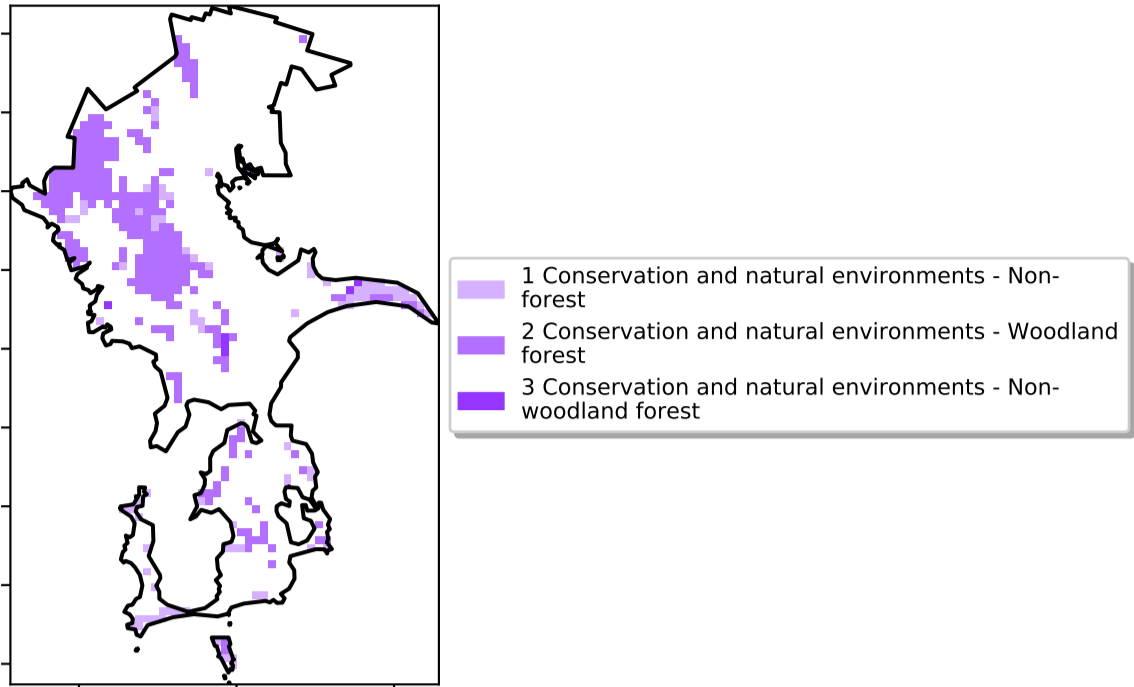 1 Conservation and natural environments - Non-
forest
2 Conservation and natural environments - Woodland
forest
3 Conservation and natural environments - Non-
woodland forest